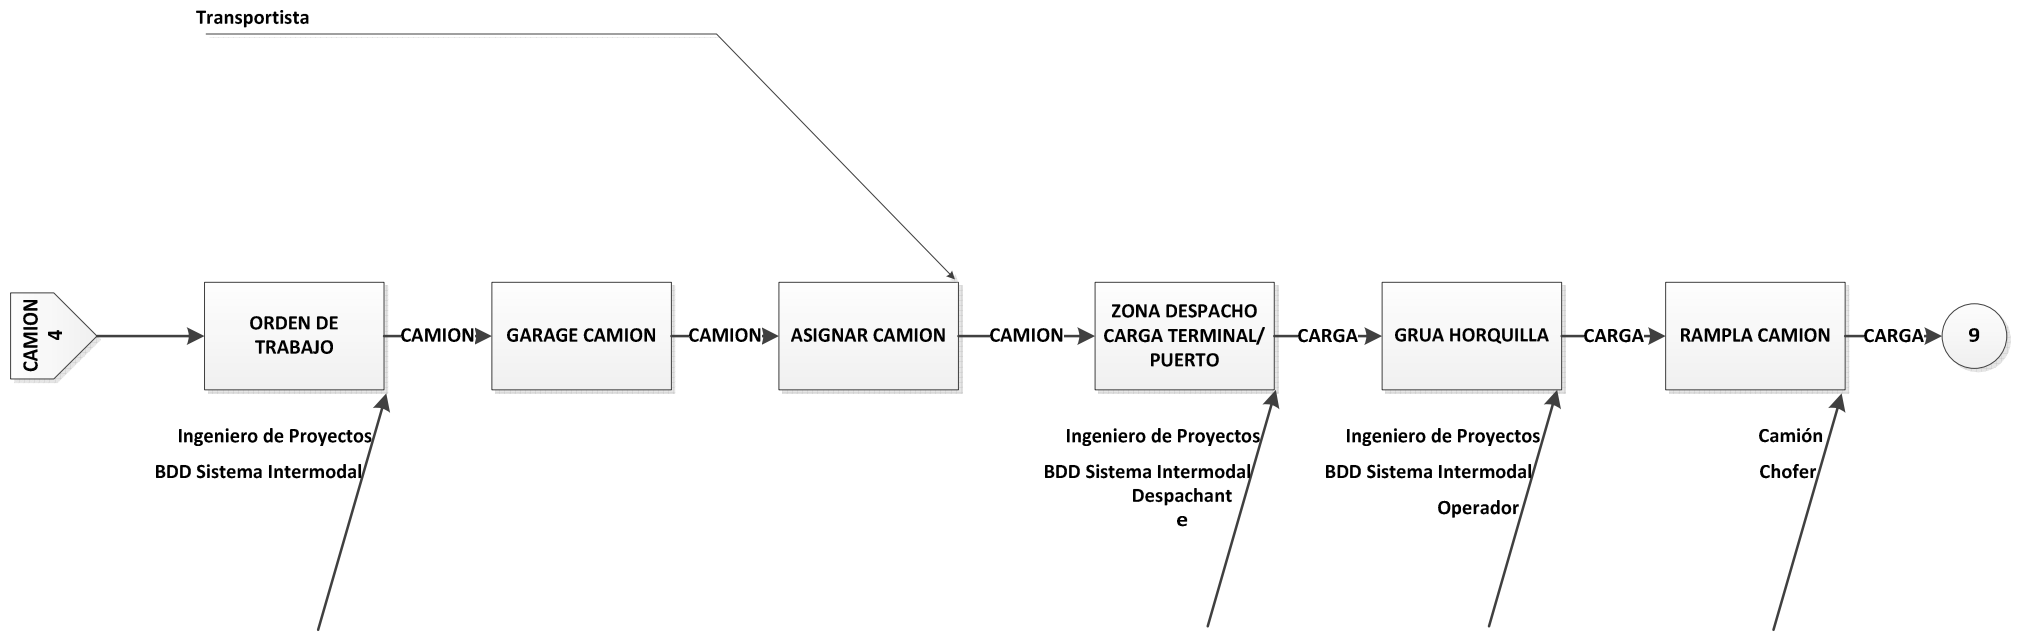 Transportista
CAMION
4
ORDEN DE
TRABAJO
CAMION
GARAGE CAMION
CAMION
ASIGNAR CAMION
CAMION
ZONA DESPACHO
CARGA TERMINAL/
PUERTO
CARGA
GRUA HORQUILLA
CARGA
RAMPLA CAMION
CARGA
9
Ingeniero de Proyectos
BDD Sistema Intermodal
Ingeniero de Proyectos
BDD Sistema Intermodal
Despachant
e
Ingeniero de Proyectos
BDD Sistema Intermodal
Operador
Camión
Chofer